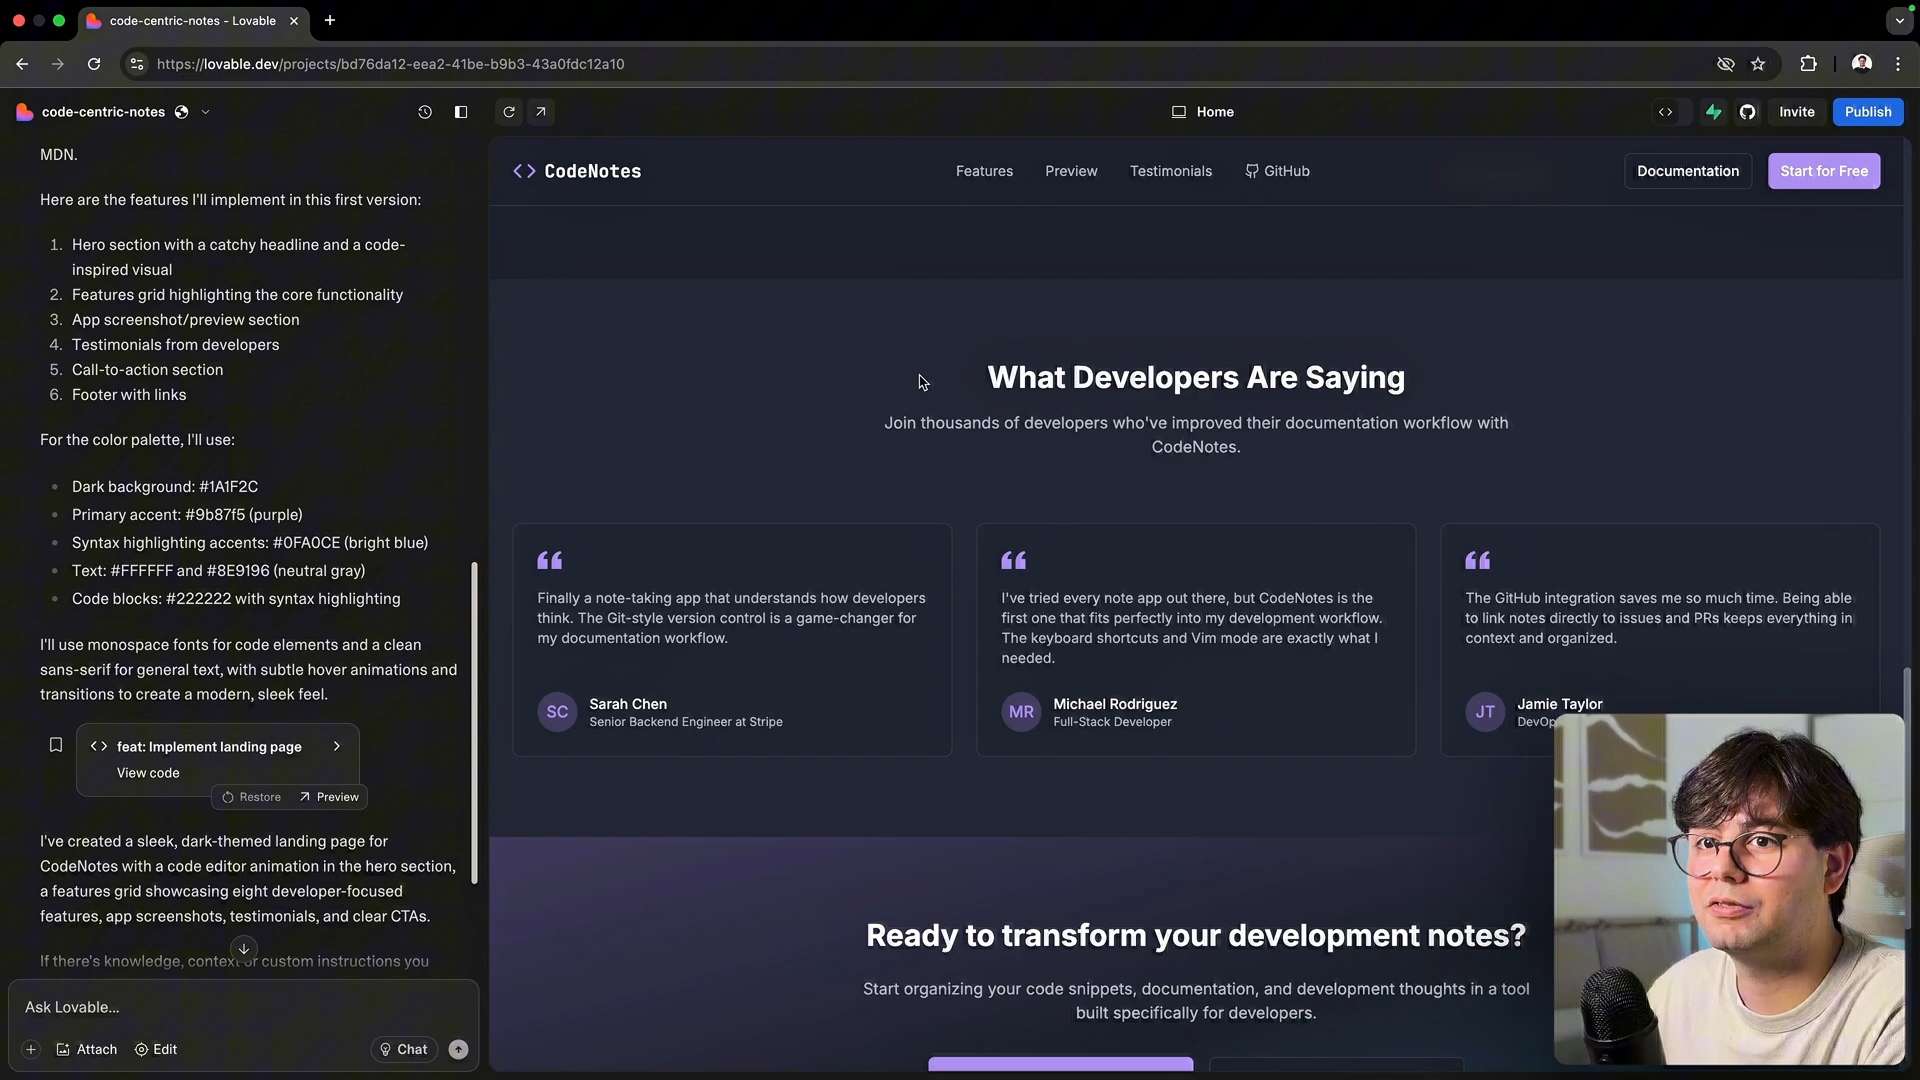 code-centric-notes - Lovable
https://lovable.dev/projects/bd76da12-eea2-41be-b9b3-43a0fdc12a10
code-centric-notes
Home
Invite
Publish
MDN.
Here are the features I'll implement in this first version:
1. Hero section with a catchy headline and a code-
inspired visual
2. Features grid highlighting the core functionality
3. App screenshot/preview section
4. Testimonials from developers
5. Call-to-action section
6. Footer with links
For the color palette, I'll use:
Dark background: #1A1F2C
Primary accent: #9b87f5 (purple)
Syntax highlighting accents: #0FA0CE (bright blue)
Text: #FFFFFF and #8E9196 (neutral gray)
Code blocks: #222222 with syntax highlighting
I'll use monospace fonts for code elements and a clean
sans-serif for general text, with subtle hover animations and
transitions to create a modern, sleek feel.
feat: Implement landing page
View code
Restore
Preview
I've created a sleek, dark-themed landing page for
CodeNotes with a code editor animation in the hero section,
a features grid showcasing eight developer-focused
features, app screenshots, testimonials, and clear CTAs.
If there's knowledge, context or custom instructions you
Ask Lovable...
Attach
Edit
Chat
CodeNotes
Features
Preview
Testimonials
GitHub
Documentation
Start for Free
What Developers Are Saying
Join thousands of developers who've improved their documentation workflow with
CodeNotes.
Finally a note-taking app that understands how developers
think. The Git-style version control is a game-changer for
my documentation workflow.
SC
Sarah Chen
Senior Backend Engineer at Stripe
I've tried every note app out there, but CodeNotes is the
first one that fits perfectly into my development workflow.
The keyboard shortcuts and Vim mode are exactly what I
needed.
MR
Michael Rodriguez
Full-Stack Developer
The GitHub integration saves me so much time. Being able
to link notes directly to issues and PRs keeps everything in
context and organized.
JT
Jamie Taylor
DevOp
Ready to transform your development notes?
Start organizing your code snippets, documentation, and development thoughts in a tool
built specifically for developers.